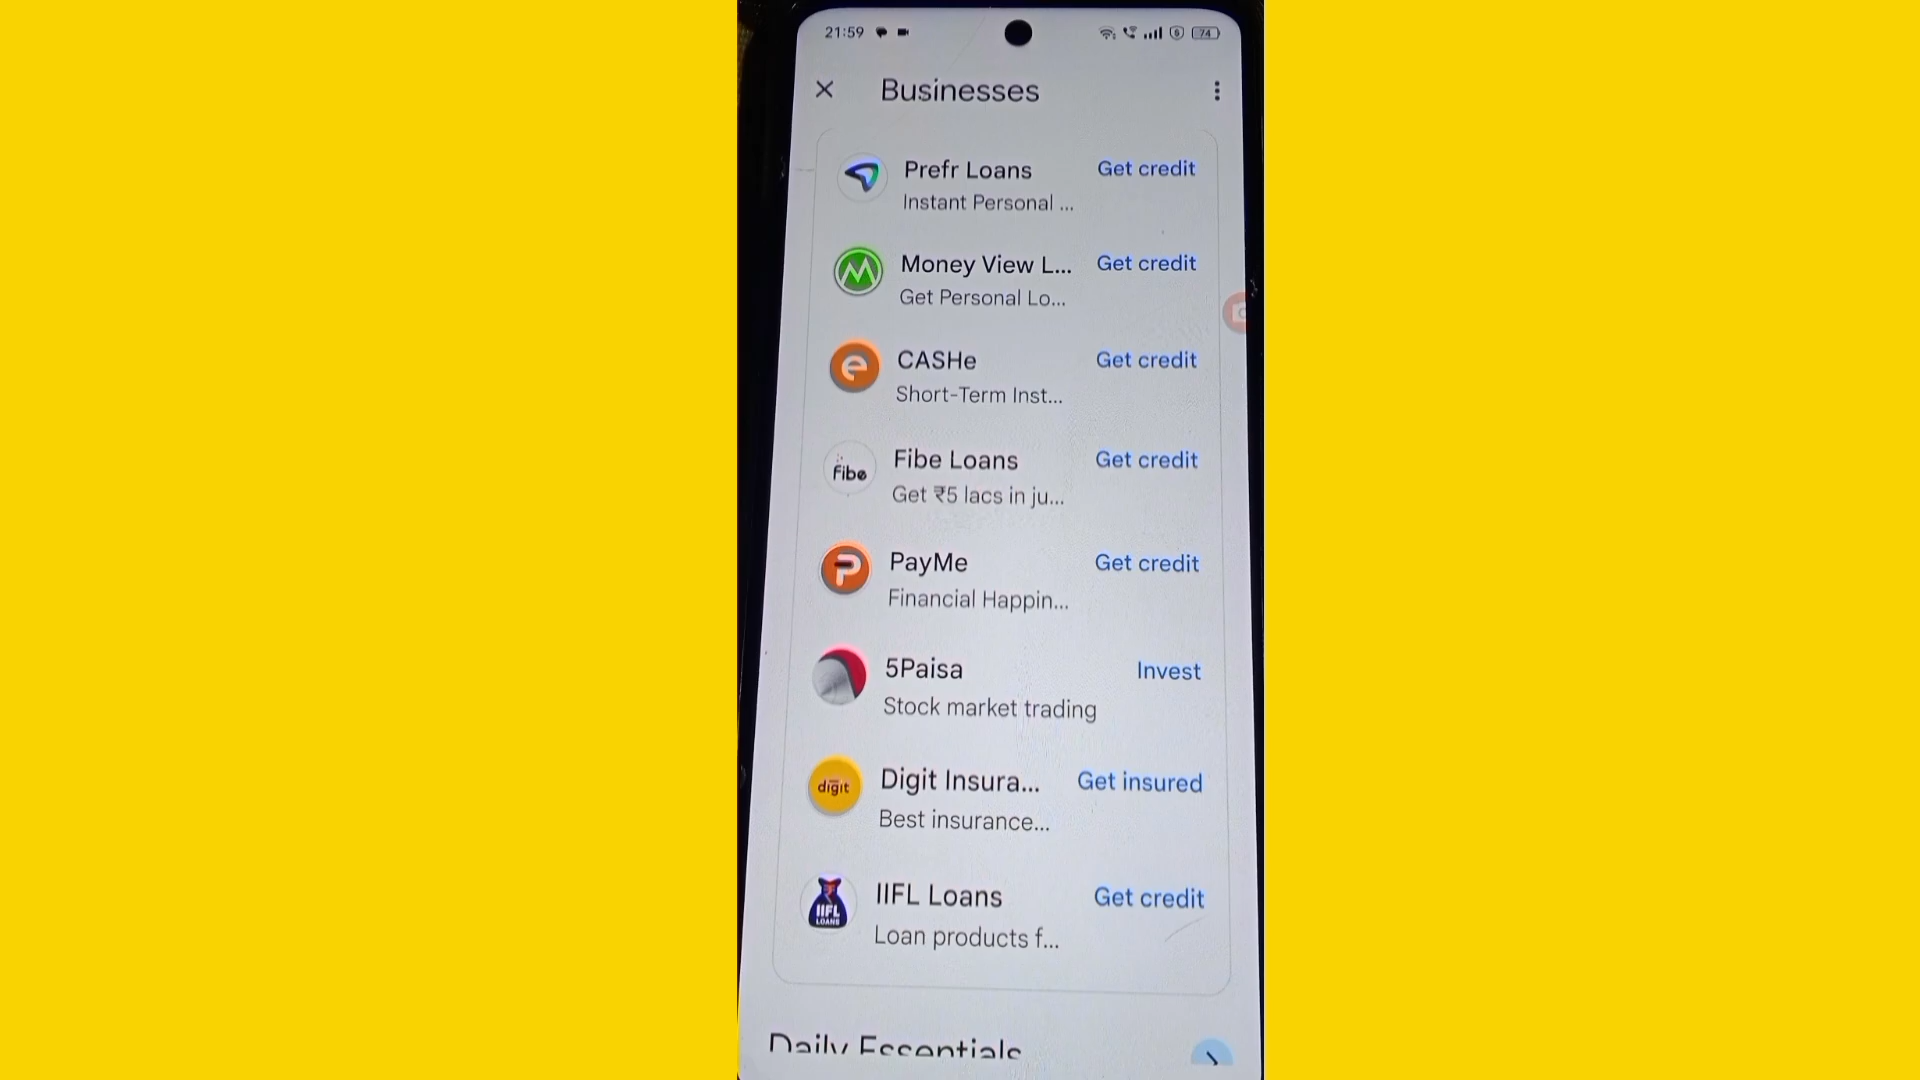 21:59
74
Businesses
Prefr Loans
Get credit
Instant Personal ...
Money View L...
Get credit
Get Personal Lo...
CASHe
Get credit
Short-Term Inst...
Fibe
Fibe Loans
Get credit
Get ₹5 lacs in ju...
PayMe
Get credit
Financial Happin...
5Paisa
Invest
Stock market trading
digit
Digit Insura...
Get insured
Best insurance...
IIFL
LOANS
IIFL Loans
Get credit
Loan products f...
Daily Essentials